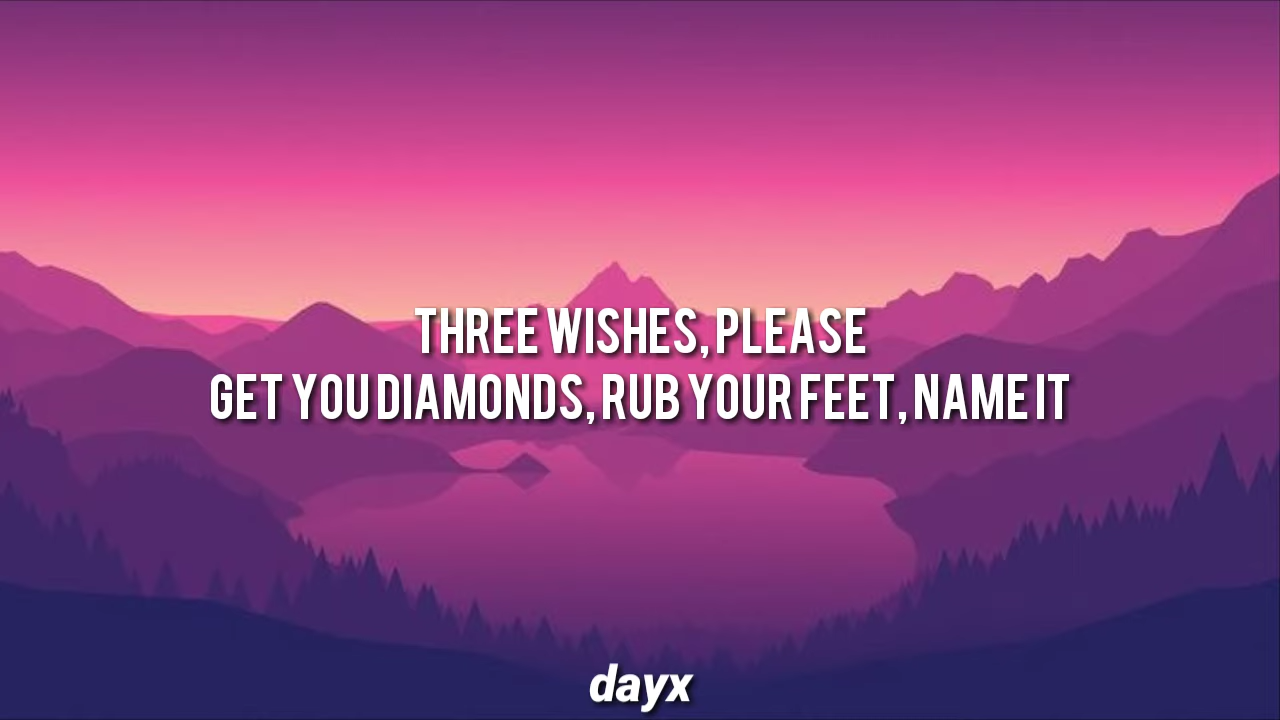 THREE WISHES, PLEASE
GET YOU DIAMONDS, RUB YOUR FEET, NAME IT
dayx